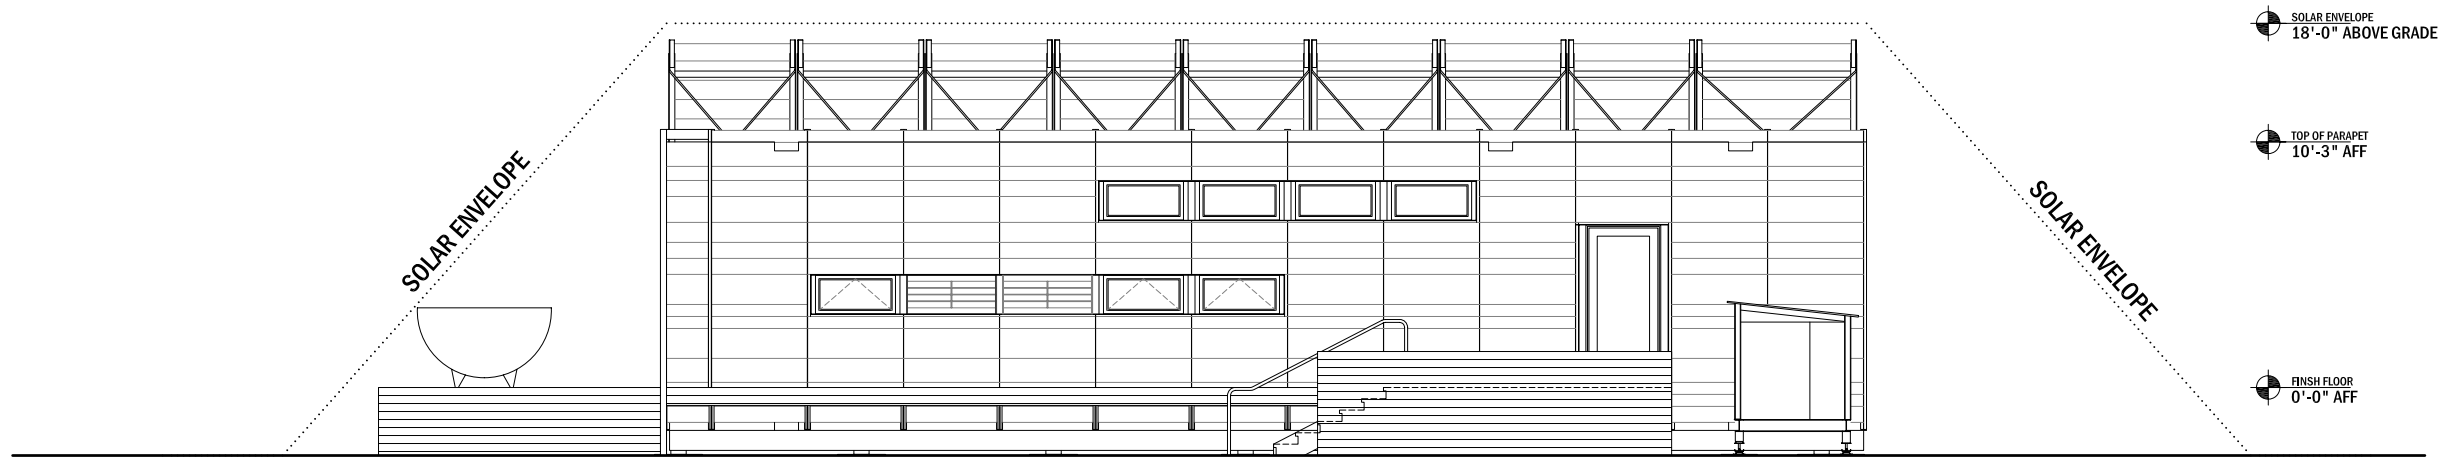 SOLAR ENVELOPE
18'-0" ABOVE GRADE
TOP OF PARAPET
10'-3" AFF
SOLAR ENVELOPE
SOLAR ENVELOPE
FINSH FLOOR
0'-0" AFF